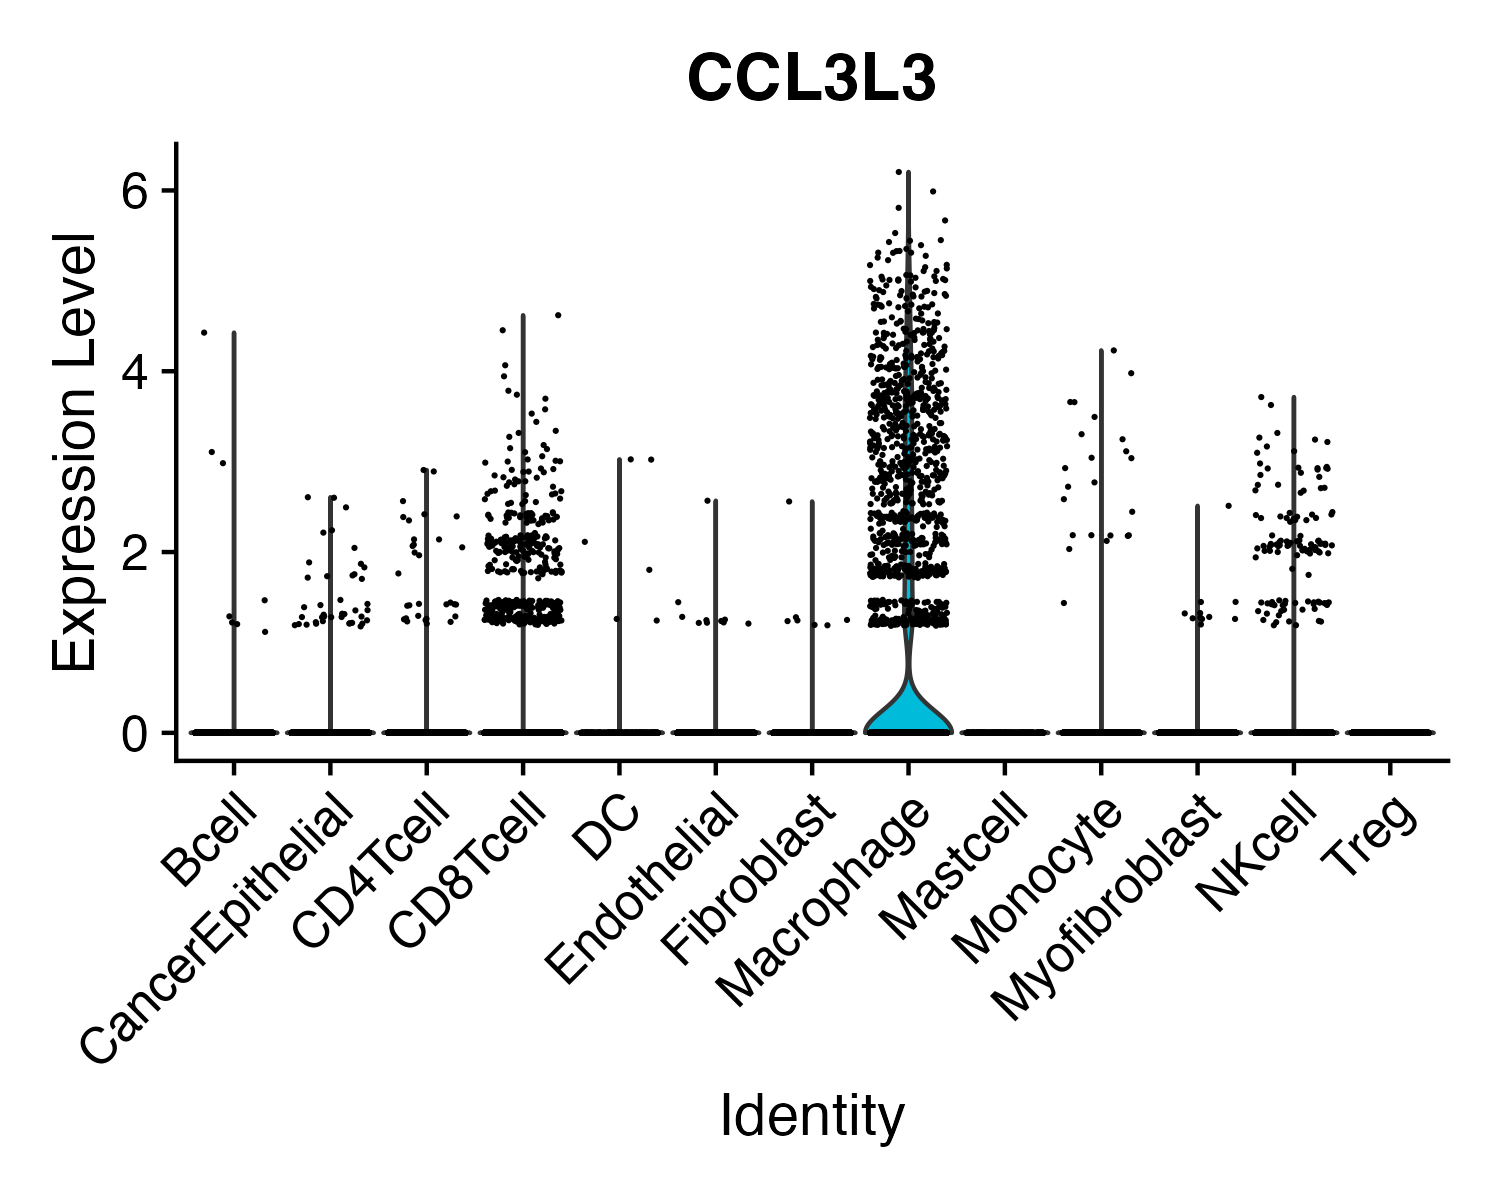 CCL3L3
Expression Level
6
4
2
0
Bcell
CancerEpithelial
CD4Tcell
CD8Tcell
DC
Endothelial
Fibroblast
Macrophage
Mastcell
Monocyte
Myofibroblast
NKcell
Treg
Identity